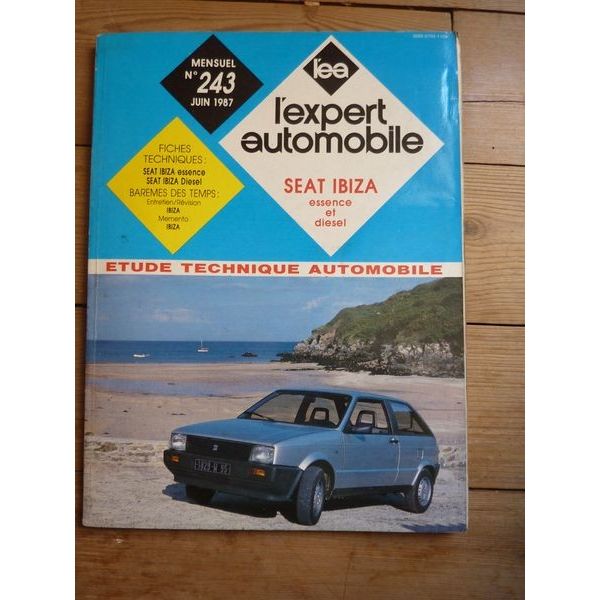 MENSUEL
N° 243
JUIN 1987
l'ea
l'expert
automobile
FICHES
TECHNIQUES :
SEAT IBIZA essence
SEAT IBIZA Diesel
BAREMES DES TEMPS :
Entretien/Révision
IBIZA
Memento
IBIZA
SEAT IBIZA
essence
et
diesel
ETUDE TECHNIQUE AUTOMOBILE